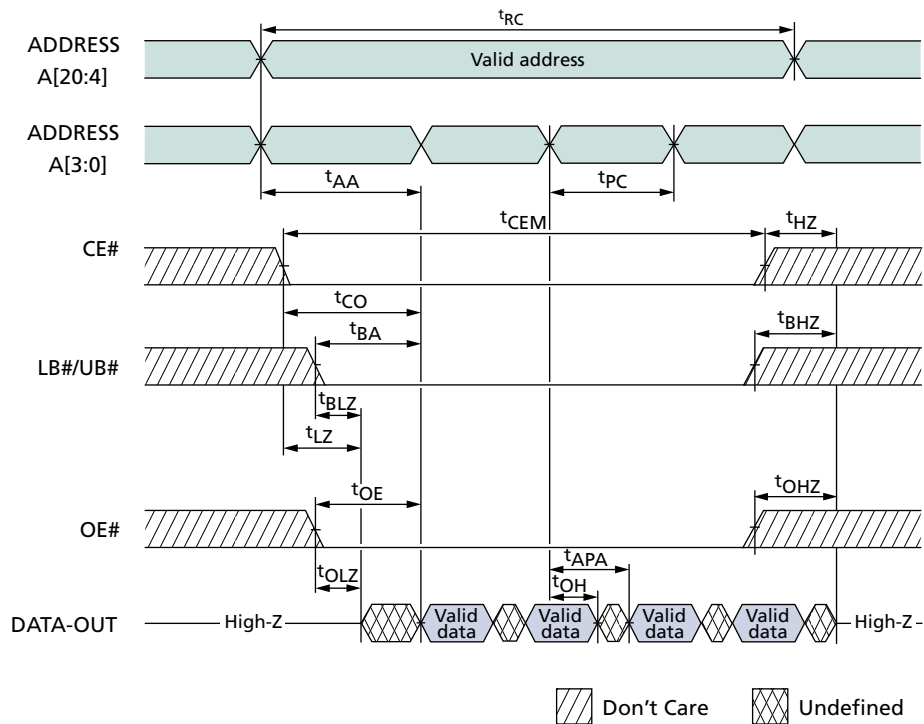 tRC
ADDRESS
A[20:4]
Valid address
ADDRESS
A[3:0]
tAA
tPC
tCEM
tHZ
CE#
tCO
tBA
tBHZ
LB#/UB#
tBLZ
tLZ
tOE
tOHZ
OE#
tOLZ
tAPA
tOH
DATA-OUT
High-Z
Valid
data
Valid
data
Valid
data
Valid
data
High-Z
Don't Care
Undefined